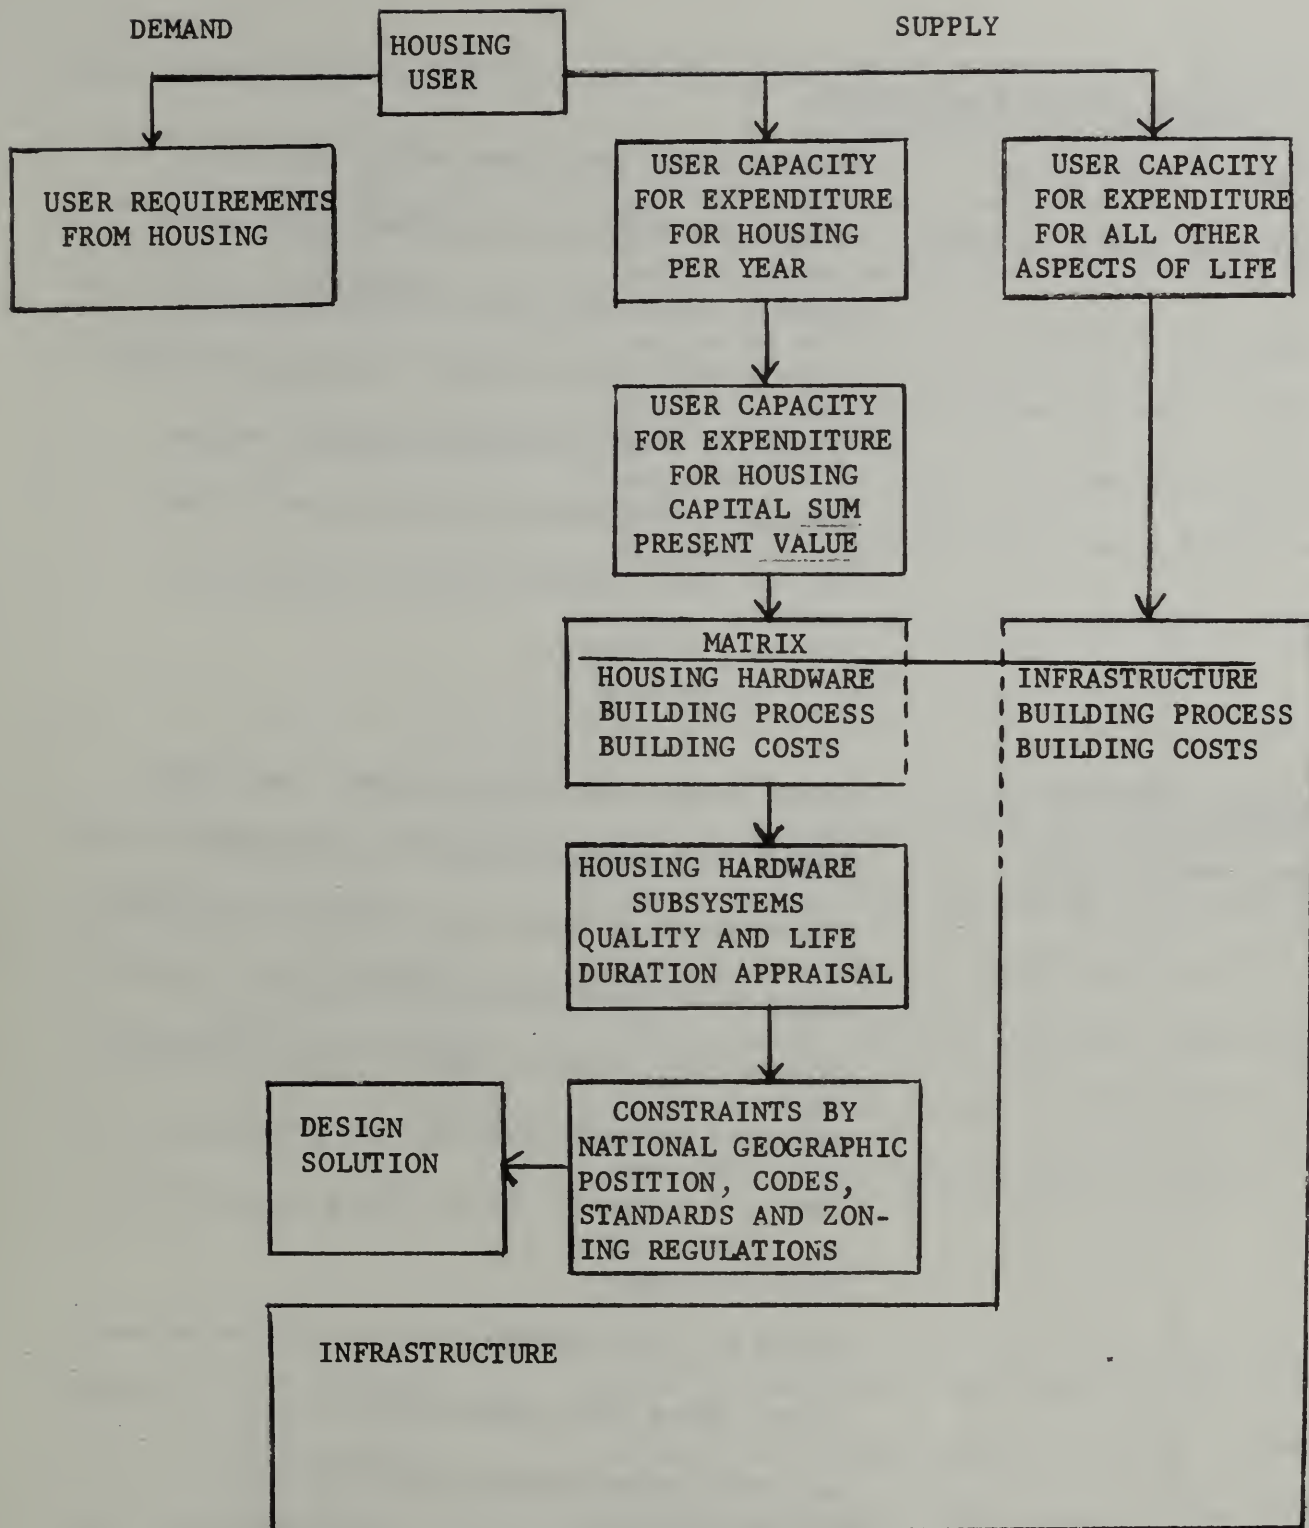 DEMAND
HOUSING
USER
SUPPLY
USER REQUIREMENTS
FROM HOUSING
USER CAPACITY
FOR EXPENDITURE
FOR HOUSING
PER YEAR
USER CAPACITY
FOR EXPENDITURE
FOR ALL OTHER
ASPECTS OF LIFE
USER CAPACITY
FOR EXPENDITURE
FOR HOUSING
CAPITAL SUM
PRESENT VALUE
MATRIX
HOUSING HARDWARE
BUILDING PROCESS
BUILDING COSTS
INFRASTRUCTURE
BUILDING PROCESS
BUILDING COSTS
HOUSING HARDWARE
SUBSYSTEMS
QUALITY AND LIFE
DURATION APPRAISAL
DESIGN
SOLUTION
CONSTRAINTS BY
NATIONAL GEOGRAPHIC
POSITION, CODES,
STANDARDS AND ZON-
ING REGULATIONS
INFRASTRUCTURE